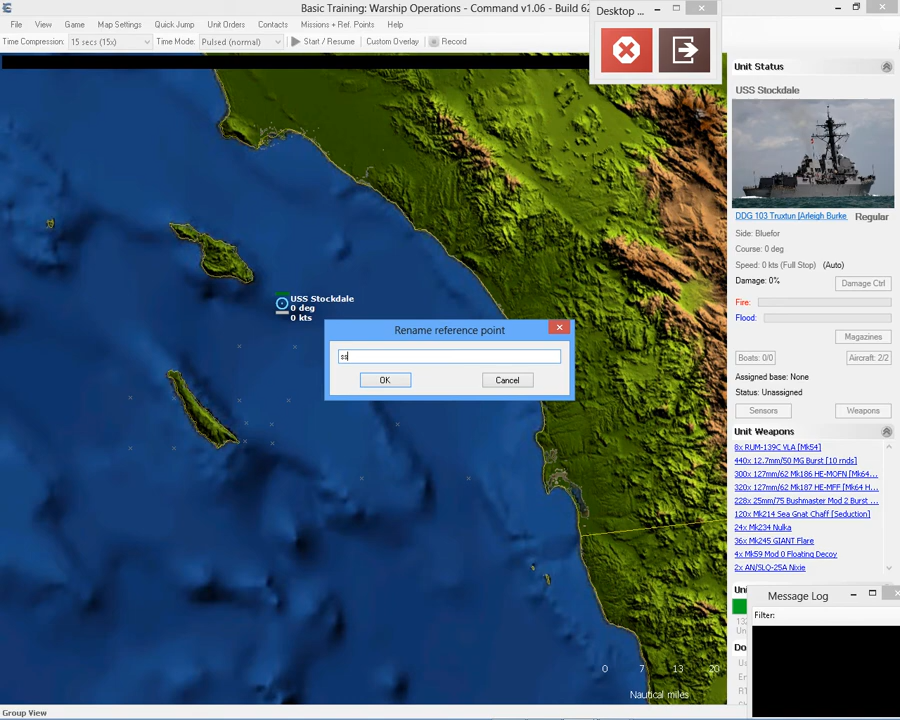 Basic Training: Warship Operations - Command v1.06 - Build 62
Desktop ...
File View Game Map Settings Quick Jump Unit Orders Contacts Missions + Ref. Points Help
Time Compression: 15 secs (15x) Time Mode: Pulsed (normal) Start / Resume Custom Overlay Record
Unit Status
USS Stockdale
DDG 103 Truxtun [Arleigh Burke Regular
Side: Bluefor
Course: 0 deg
Speed: 0 kts (Full Stop) (Auto)
Damage: 0% Damage Ctrl
Fire:
Flood:
Magazines
Boats: 0/0 Aircraft: 2/2
Assigned base: None
Status: Unassigned
Sensors Weapons
Unit Weapons
8x RUM-139C VLA [Mk54]
440x 12.7mm/50 MG Burst [10 rnds]
300x 127mm/62 Mk186 HE-MOFN [Mk64...
320x 127mm/62 Mk187 HE-MFF [Mk64 H...
228x 25mm/75 Bushmaster Mod 2 Burst ...
120x Mk214 Sea Gnat Chaff [Seduction]
24x Mk234 Nulka
36x Mk245 GIANT Flare
4x Mk59 Mod 0 Floating Decoy
2x AN/SLQ-25A Nixie
USS Stockdale
0 deg
0 kts
Rename reference point
ss
OK Cancel
Message Log
Filter:
0 7 13 20
Nautical miles
Group View